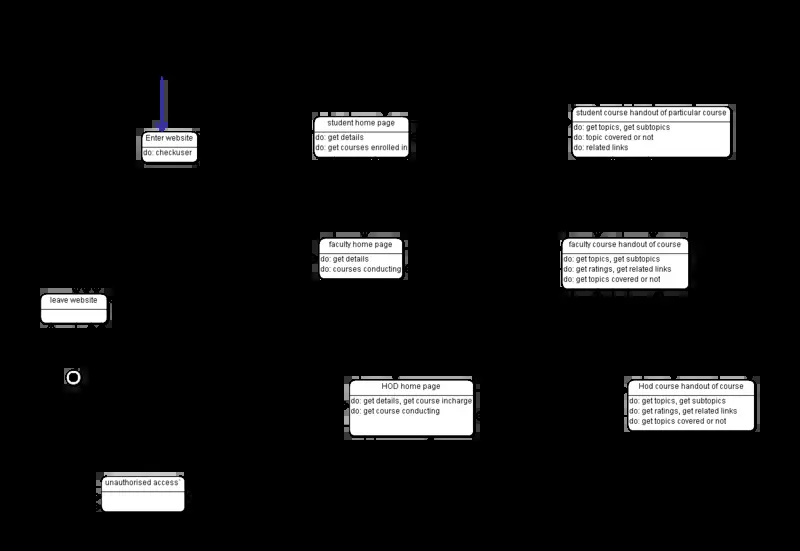 student course handout of particular course
do: get topics, get subtopics
do: topic covered or not
do: related links
student home page
do: get details
do: get courses enrolled in
Enter website
do: checkuser
faculty home page
do: get details
do: courses conducting
faculty course handout of course
do: get topics, get subtopics
do: get ratings, get related links
do: get topics covered or not
leave website
HOD home page
do: get details, get course incharge
do: get course conducting
Hod course handout of course
do: get topics, get subtopics
do: get ratings, get related links
do: get topics covered or not
unauthorised access`